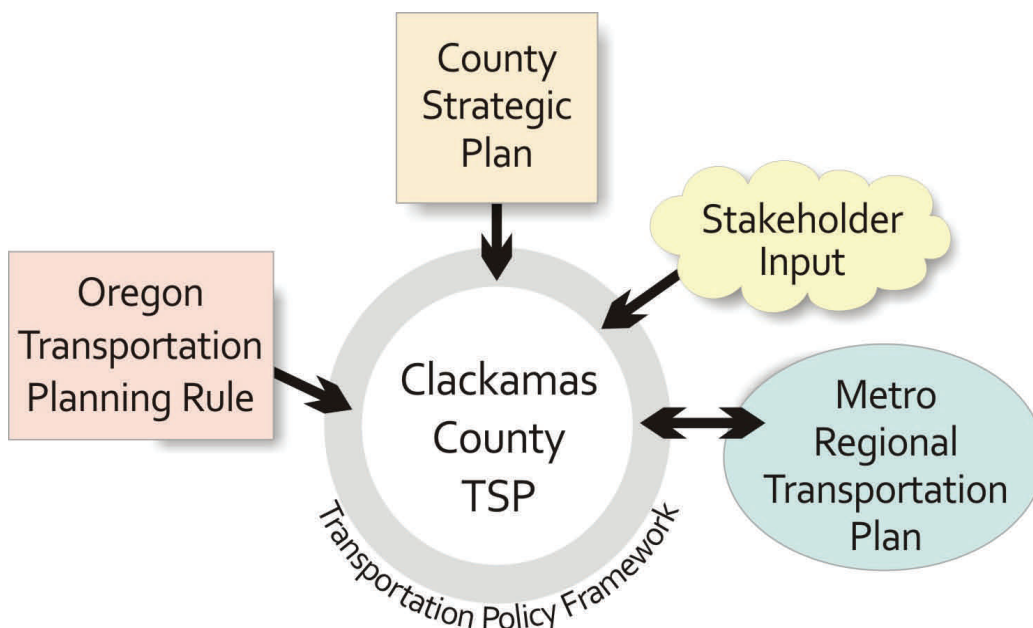 County
Strategic
Plan
Stakeholder
Input
Oregon
Transportation
Planning Rule
Clackamas
County
TSP
Metro
Regional
Transportation
Plan
Transportation Policy Framework